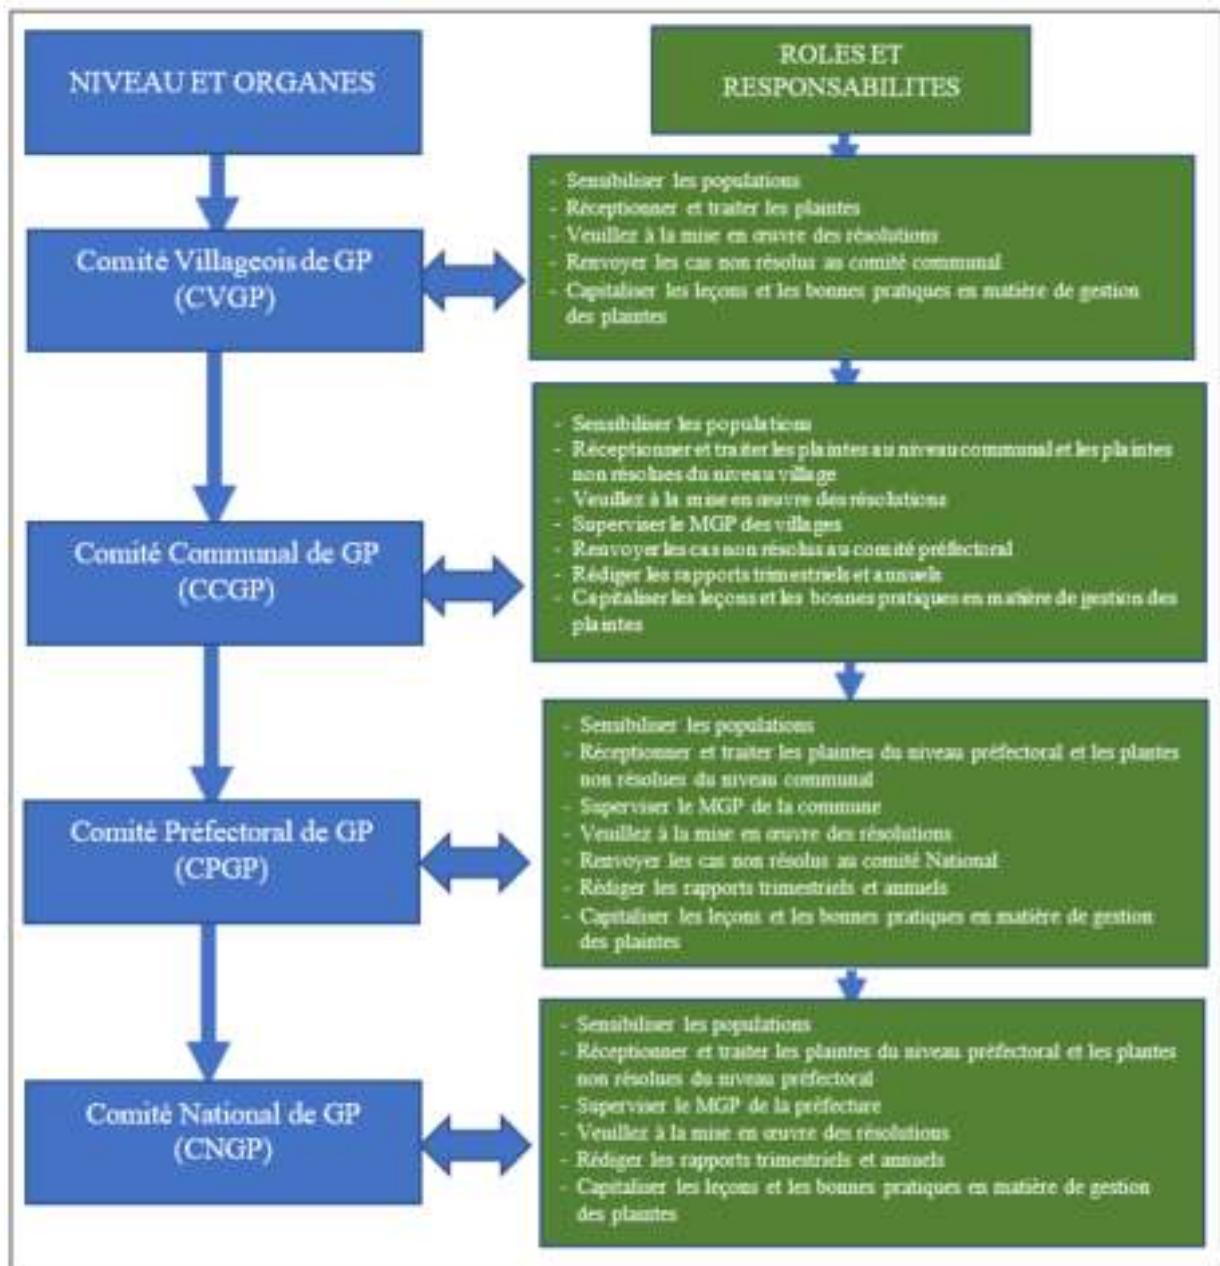 NIVEAU ET ORGANES
ROLES ET
RESPONSABILITES
Comité Villageois de GP
(CVGP)
- Sensibiliser les populations
- Réceptionner et traiter les plaintes
- Veuillez à la mise en œuvre des résolutions
- Renvoyer les cas non résolus au comité communal
- Capitaliser les leçons et les bonnes pratiques en matière de gestion
des plaintes
Comité Communal de GP
(CCGP)
- Sensibiliser les populations
- Réceptionner et traiter les plaintes au niveau communal et les plaintes
non résolues du niveau village
- Veuillez à la mise en œuvre des résolutions
- Superviser le MGP des villages
- Renvoyer les cas non résolus au comité préfectoral
- Rédiger les rapports trimestriels et annuels
- Capitaliser les leçons et les bonnes pratiques en matière de gestion des
plaintes
Comité Préfectoral de GP
(CPGP)
- Sensibiliser les populations
- Réceptionner et traiter les plaintes du niveau préfectoral et les plantes
non résolues du niveau communal
- Superviser le MGP de la commune
- Veuillez à la mise en œuvre des résolutions
- Renvoyer les cas non résolus au comité National
- Rédiger les rapports trimestriels et annuels
- Capitaliser les leçons et les bonnes pratiques en matière de gestion
des plaintes
Comité National de GP
(CNGP)
- Sensibiliser les populations
- Réceptionner et traiter les plaintes du niveau préfectoral et les plantes
non résolues du niveau préfectoral
- Superviser le MGP de la préfecture
- Veuillez à la mise en œuvre des résolutions
- Rédiger les rapports trimestriels et annuels
- Capitaliser les leçons et les bonnes pratiques en matière de gestion
des plaintes